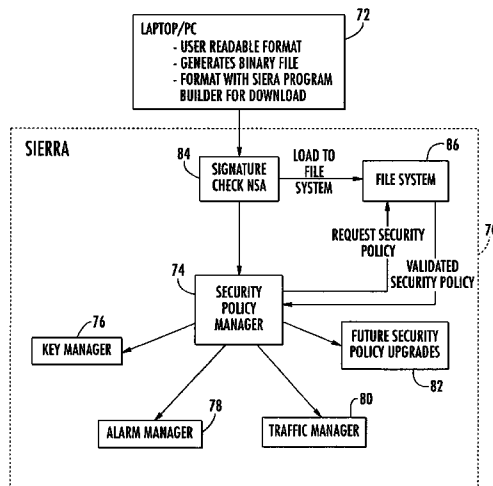 72
LAPTOP/PC
- USER READABLE FORMAT
- GENERATES BINARY FILE
- FORMAT WITH SIERA PROGRAM
BUILDER FOR DOWNLOAD
SIERRA
84
SIGNATURE
CHECK NSA
LOAD TO
FILE
SYSTEM
86
FILE SYSTEM
REQUEST SECURITY
POLICY
VALIDATED
SECURITY POLICY
74
SECURITY
POLICY
MANAGER
76
KEY MANAGER
FUTURE SECURITY
POLICY UPGRADES
82
78
ALARM MANAGER
80
TRAFFIC MANAGER